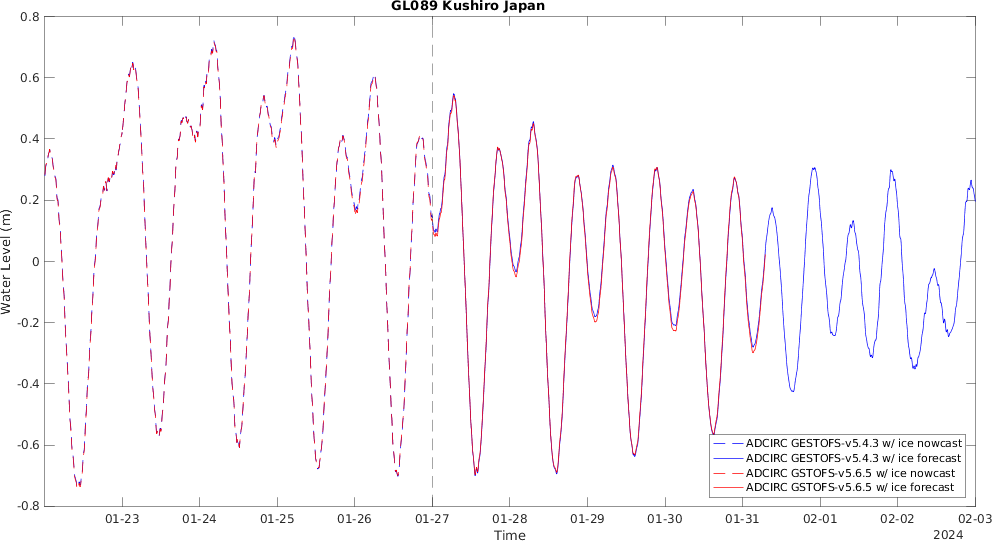 GL089 Kushiro Japan
Water Level (m)
0.8
0.6
0.4
0.2
0
-0.2
-0.4
-0.6
-0.8
ADCIRC GESTOFS-v5.4.3 w/ ice nowcast
ADCIRC GESTOFS-v5.4.3 w/ ice forecast
ADCIRC GSTOFS-v5.6.5 w/ ice nowcast
ADCIRC GSTOFS-v5.6.5 w/ ice forecast
01-23 01-24 01-25 01-26 01-27 01-28 01-29 01-30 01-31 02-01 02-02 02-03
Time
2024